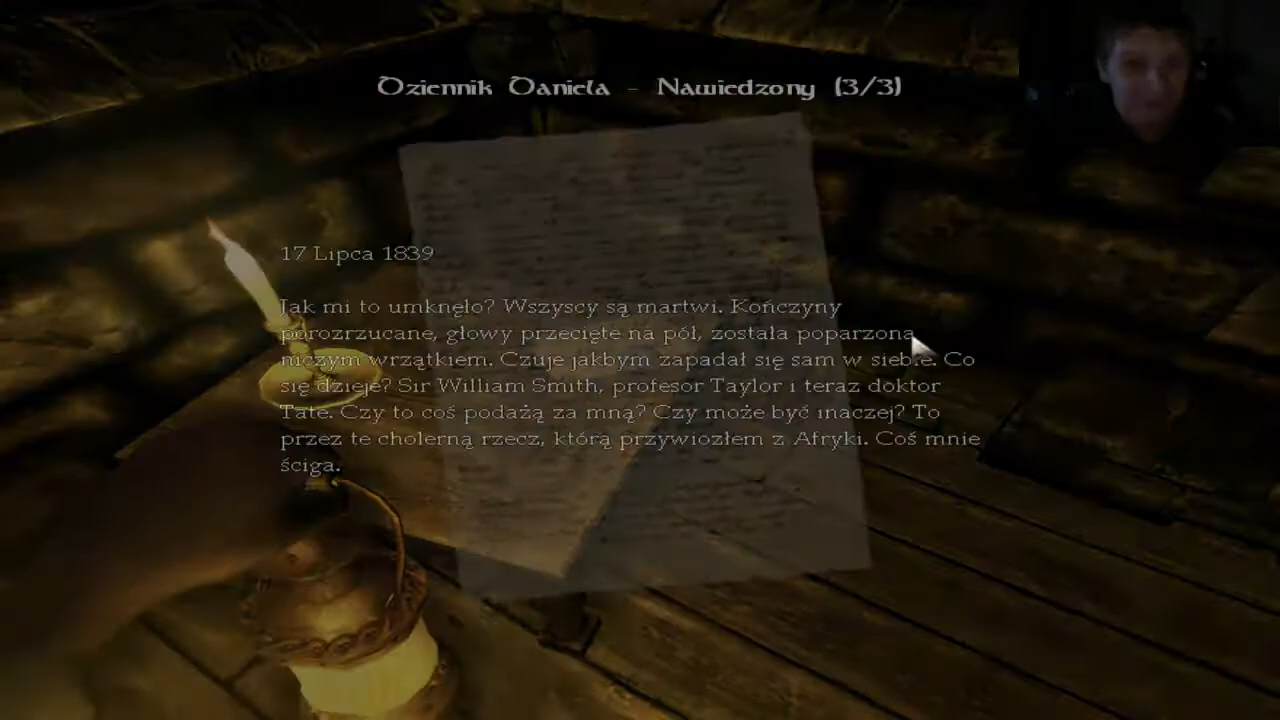 Dziennik Daniela - Nawiedzony (3/3)
17 Lipca 1839
Jak mi to umknęło? Wszyscy są martwi. Kończyny
porozrzucane, głowy przecięte na pół, została poparzona
niczym wrzątkiem. Czuje jakbym zapadał się sam w siebie. Co
się dzieje? Sir William Smith, profesor Taylor i teraz doktor
Tate. Czy to coś podążą za mną? Czy może być inaczej? To
przez te cholerną rzecz, którą przywiozłem z Afryki. Coś mnie
ściga.